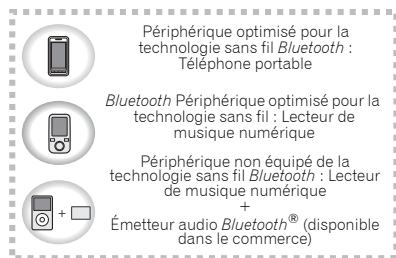 Périphérique optimisé pour la
technologie sans fil Bluetooth :
Téléphone portable
Bluetooth Périphérique optimisé pour la
technologie sans fil : Lecteur de
musique numérique
Périphérique non équipé de la
technologie sans fil Bluetooth : Lecteur
de musique numérique
+
Émetteur audio Bluetooth® (disponible
dans le commerce)
+